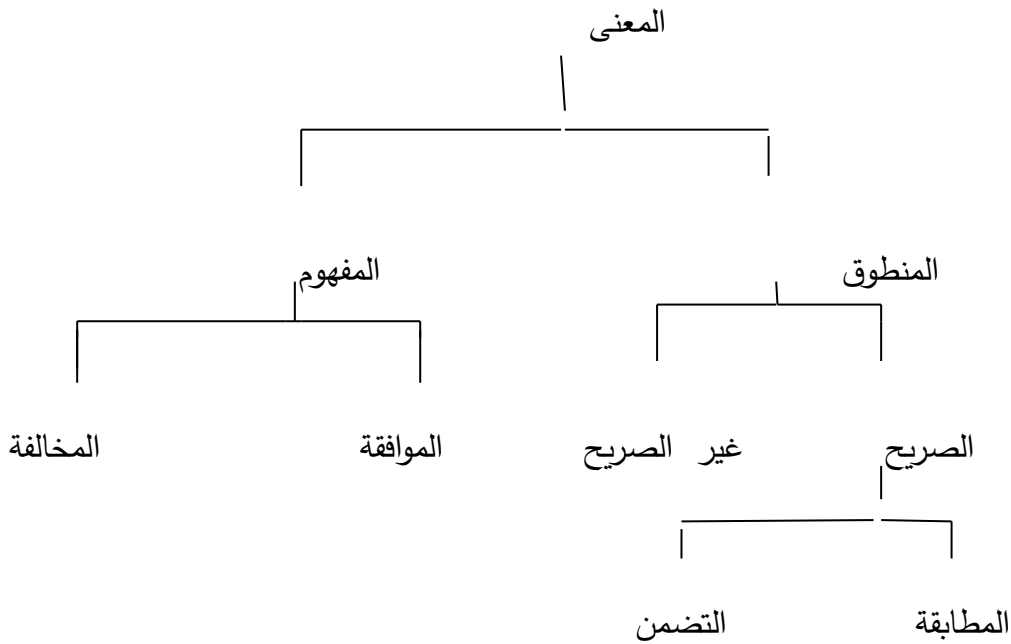 المعنى
المنطوق المفهوم
الصريح غير الصريح الموافقة المخالفة
المطابقة التضمن